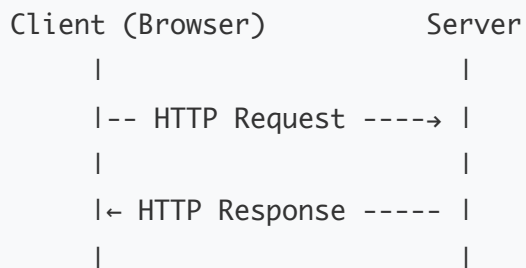 Client (Browser)          Server
     |                       |
     |-- HTTP Request ----→ |
     |                       |
     |← HTTP Response ----- |
     |                       |